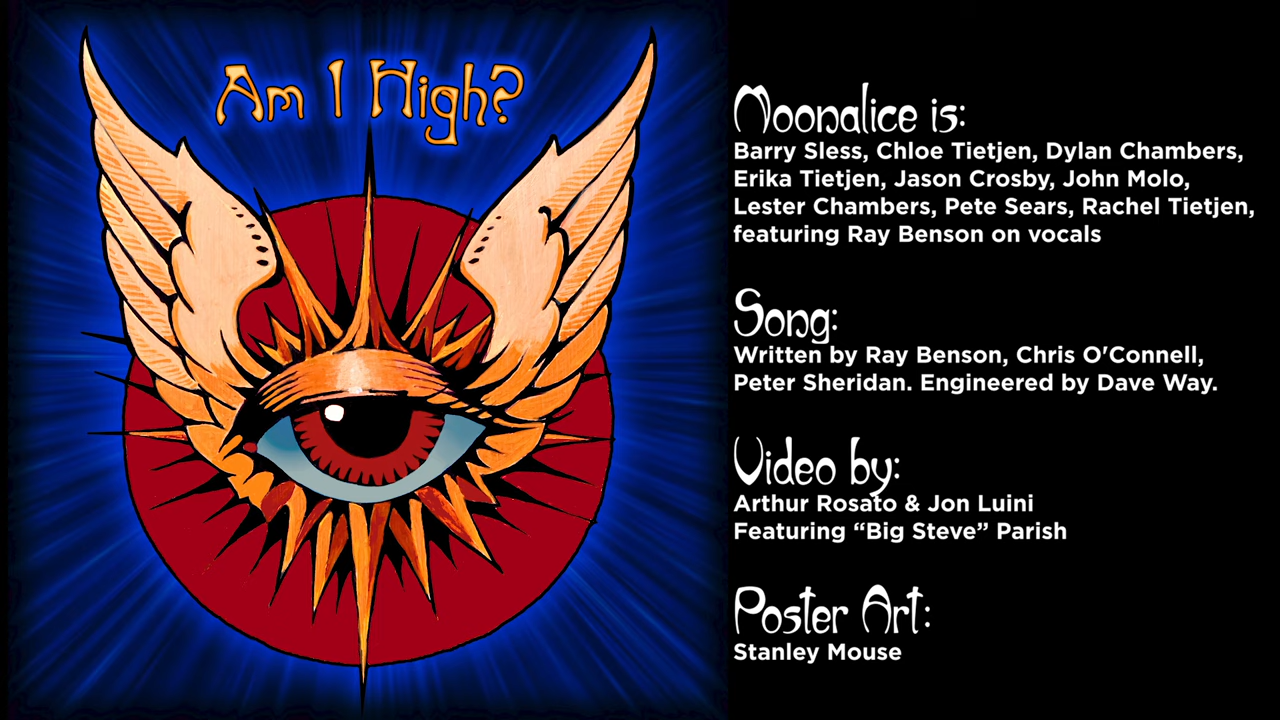 Am I High?
Moonalice is:
Barry Sless, Chloe Tietjen, Dylan Chambers,
Erika Tietjen, Jason Crosby, John Molo,
Lester Chambers, Pete Sears, Rachel Tietjen,
featuring Ray Benson on vocals
Song:
Written by Ray Benson, Chris O'Connell,
Peter Sheridan. Engineered by Dave Way.
Video by:
Arthur Rosato & Jon Luini
Featuring “Big Steve” Parish
Poster Art:
Stanley Mouse